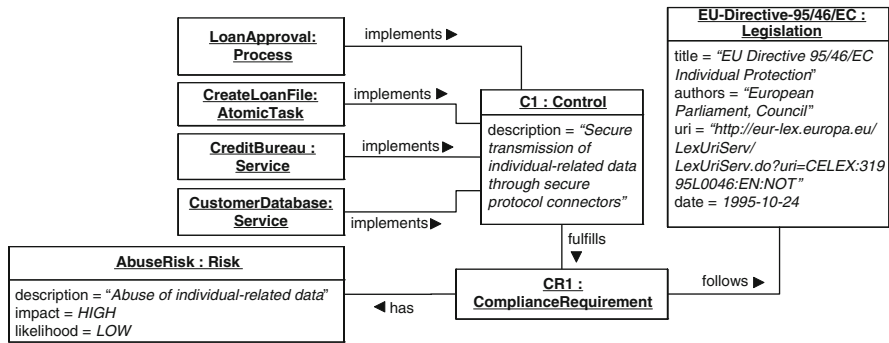 LoanApproval:
Process
implements ►
CreateLoanFile:
AtomicTask
implements ►
CreditBureau :
Service
implements ►
CustomerDatabase:
Service
implements►
C1 : Control
description = “Secure
transmission of
individual-related data
through secure
protocol connectors”
EU-Directive-95/46/EC :
Legislation
title = “EU Directive 95/46/EC
Individual Protection”
authors = “European
Parliament, Council”
uri = “http://eur-lex.europa.eu/
LexUriServ/
LexUriServ.do?uri=CELEX:319
95L0046:EN:NOT”
date = 1995-10-24
fulfills
▼
AbuseRisk : Risk
description = “Abuse of individual-related data”
impact = HIGH
likelihood = LOW
◄ has
CR1 :
ComplianceRequirement
follows ►